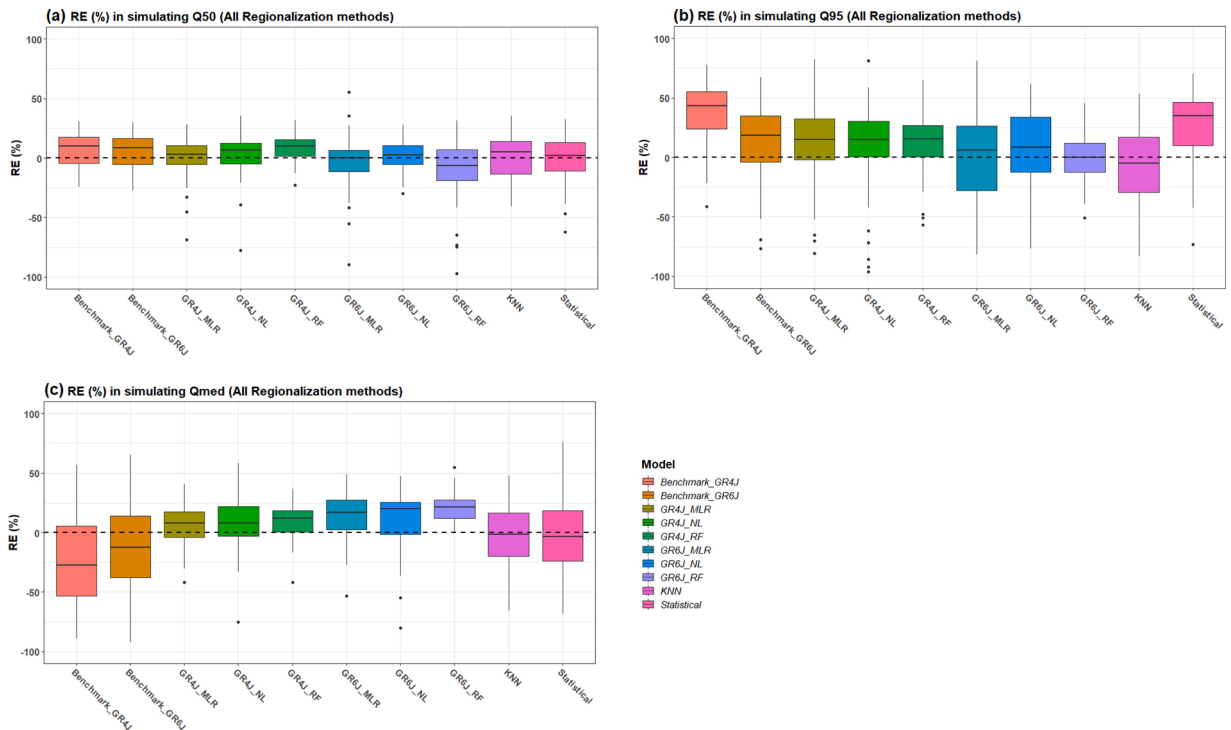 (a) RE (%) in simulating Q50 (All Regionalization methods)
RE (%)
100
50
0
-50
-100
Benchmark_GR4J
Benchmark_GR6J
GR4J_MLR
GR4J_NL
GR4J_RF
GR6J_MLR
GR6J_NL
GR6J_RF
KNN
Statistical
(b) RE (%) in simulating Q95 (All Regionalization methods)
RE (%)
100
50
0
-50
-100
Benchmark_GR4J
Benchmark_GR6J
GR4J_MLR
GR4J_NL
GR4J_RF
GR6J_MLR
GR6J_NL
GR6J_RF
KNN
Statistical
(c) RE (%) in simulating Qmed (All Regionalization methods)
RE (%)
100
50
0
-50
-100
Benchmark_GR4J
Benchmark_GR6J
GR4J_MLR
GR4J_NL
GR4J_RF
GR6J_MLR
GR6J_NL
GR6J_RF
KNN
Statistical
Model
Benchmark_GR4J
Benchmark_GR6J
GR4J_MLR
GR4J_NL
GR4J_RF
GR6J_MLR
GR6J_NL
GR6J_RF
KNN
Statistical